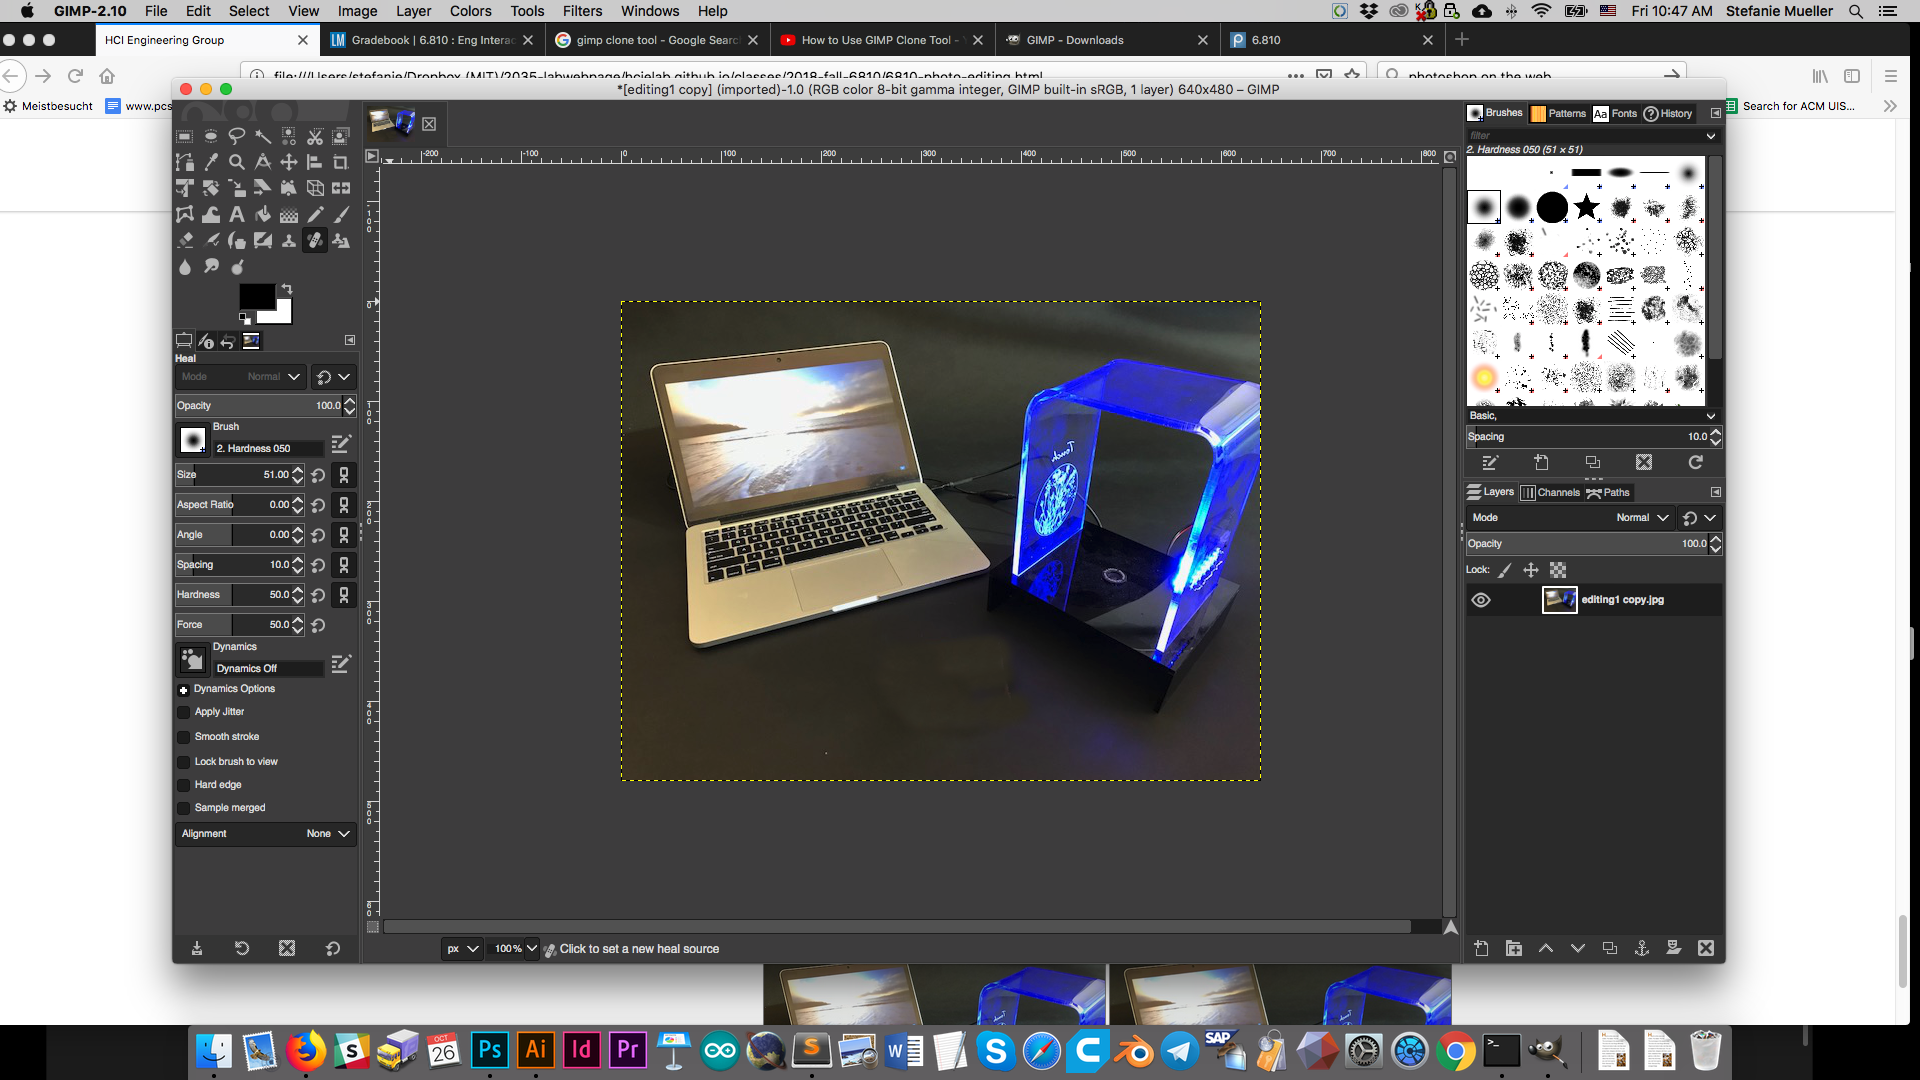 GIMP-2.10 File Edit Select View Image Layer Colors Tools Filters Windows Help Fri 10:47 AM Stefanie Mueller
HCI Engineering Group Gradebook | 6.810 : Eng Interac gimp clone tool - Google Searc How to Use GIMP Clone Tool - GIMP - Downloads 6.810
file:///Users/stefanie/Dropbox (MIT)/2035-labwebpage/hcielab.github.io/classes/2018-fall-6810/6810-photo-editing.html photoshop on the web
Meistbesucht www.pcs Search for ACM UIS...
*[editing1 copy] (imported)-1.0 (RGB color 8-bit gamma integer, GIMP built-in sRGB, 1 layer) 640x480 – GIMP
Brushes Patterns Fonts History
filter
2. Hardness 050 (51 × 51)
-200 -100 0 100 200 300 400 500 600 700 800
Heal
Mode Normal
Opacity 100.0
Brush
2. Hardness 050
Size 51.00
Aspect Ratio 0.00
Angle 0.00
Spacing 10.0
Hardness 50.0
Force 50.0
Dynamics
Dynamics Off
Dynamics Options
Apply Jitter
Smooth stroke
Lock brush to view
Hard edge
Sample merged
Alignment None
Touch
px 100% Click to set a new heal source
Basic,
Spacing 10.0
Layers Channels Paths
Mode Normal
Opacity 100.0
Lock:
editing1 copy.jpg
OCT
26
Ps Ai Id Pr
SAP